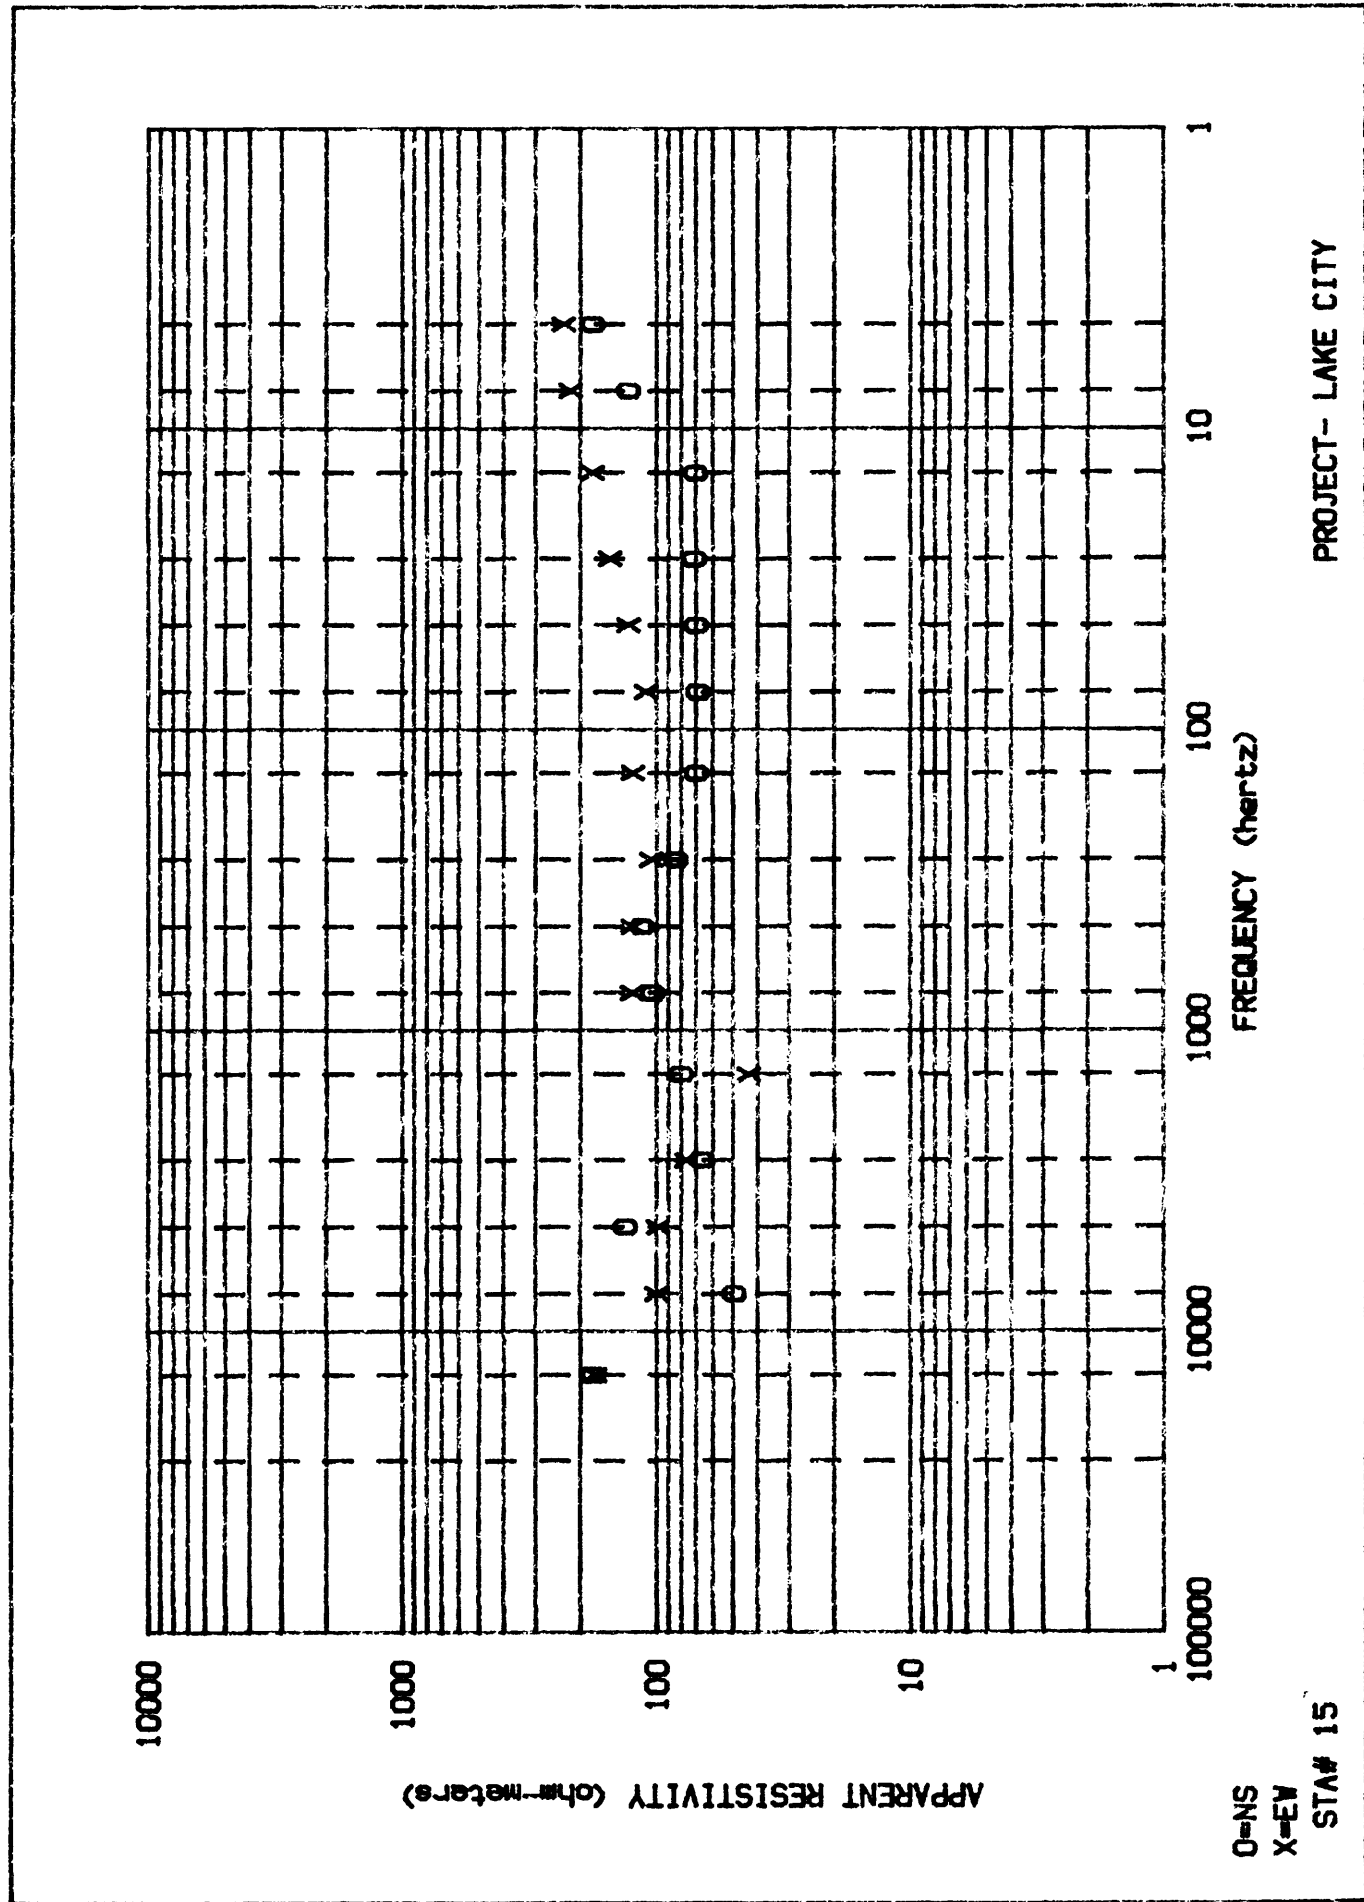 APPARENT RESISTIVITY (ohm-meters)
10000
1000
100
10
1
100000
10000
1000
100
10
1
FREQUENCY (hertz)
O=NS
X=EW
STA# 15
PROJECT- LAKE CITY